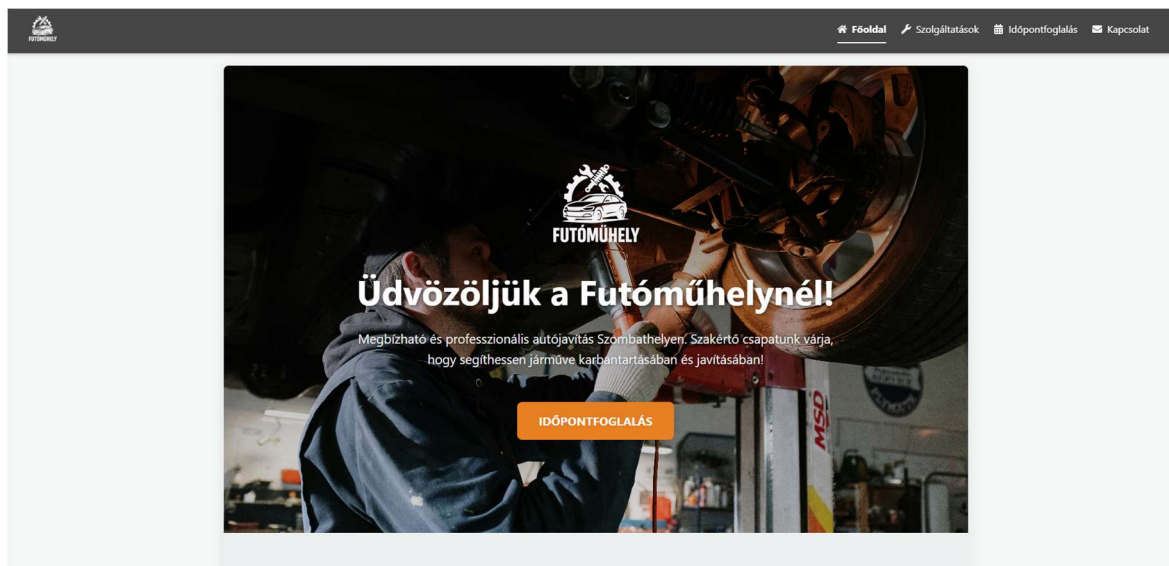 FUTÓMŰHELY
Főoldal
Szolgáltatások
Időpontfoglalás
Kapcsolat
FUTÓMŰHELY
Üdvözöljük a Futóműhelynél!
Megbízható és professzionális autójavítás Szombathelyen. Szakértő csapatunk várja,
hogy segíthessen járműve karbantartásában és javításában!
IDŐPONTFOGLALÁS
MSD